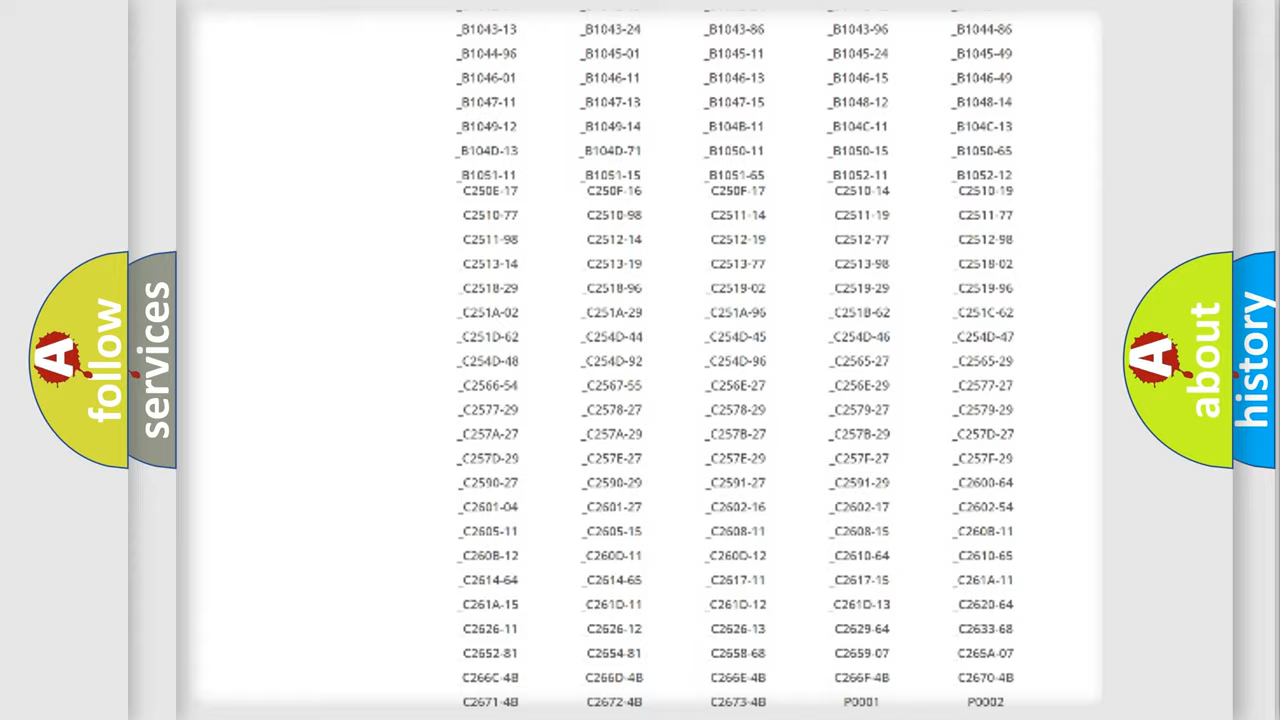 _B1043-13 _B1043-24 _B1043-86 _B1043-96 _B1044-86
_B1044-96 _B1045-01 _B1045-11 _B1045-24 _B1045-49
_B1046-01 _B1046-11 _B1046-13 _B1046-15 _B1046-49
_B1047-11 _B1047-13 _B1047-15 _B1048-12 _B1048-14
_B1049-12 _B1049-14 _B104B-11 _B104C-11 _B104C-13
_B104D-13 _B104D-71 _B1050-11 _B1050-15 _B1050-65
_B1051-11 _B1051-15 _B1051-65 _B1052-11 _B1052-12
C250E-17 C250F-16 C250F-17 C2510-14 C2510-19
C2510-77 C2510-98 C2511-14 C2511-19 C2511-77
C2511-98 C2512-14 C2512-19 C2512-77 C2512-98
_C2513-14 _C2513-19 _C2513-77 _C2513-98 _C2518-02
_C2518-29 _C2518-96 _C2519-02 _C2519-29 _C2519-96
_C251A-02 _C251A-29 _C251A-96 _C251B-62 _C251C-62
_C251D-62 _C254D-44 _C254D-45 _C254D-46 _C254D-47
_C254D-48 _C254D-92 _C254D-96 _C2565-27 _C2565-29
_C2566-54 _C2567-55 _C256E-27 _C256E-29 _C2577-27
_C2577-29 _C2578-27 _C2578-29 _C2579-27 _C2579-29
_C257A-27 _C257A-29 _C257B-27 _C257B-29 _C257D-27
_C257D-29 _C257E-27 _C257E-29 _C257F-27 _C257F-29
_C2590-27 _C2590-29 _C2591-27 _C2591-29 _C2600-64
_C2601-04 _C2601-27 _C2602-16 _C2602-17 _C2602-54
_C2605-11 _C2605-15 _C2608-11 _C2608-15 _C260B-11
_C260B-12 _C260D-11 _C260D-12 _C2610-64 _C2610-65
_C2614-64 _C2614-65 _C2617-11 _C2617-15 _C261A-11
_C261A-15 _C261D-11 _C261D-12 _C261D-13 _C2620-64
C2626-11 C2626-12 C2626-13 C2629-64 C2633-68
C2652-81 C2654-81 C2658-68 C2659-07 C265A-07
C266C-4B C266D-4B C266E-4B C266F-4B C2670-4B
C2671-4B C2672-4B C2673-4B P0001 P0002
A follow
services
A about
history